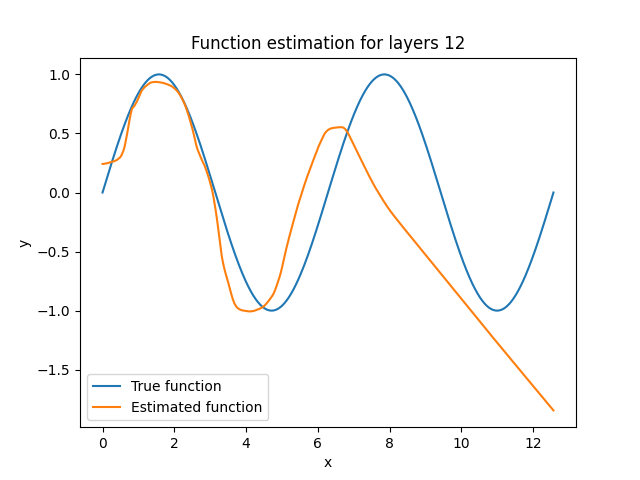 Function estimation for layers 12
1.0
0.5
0.0
−0.5
−1.0
−1.5
y
True function
Estimated function
0 2 4 6 8 10 12
x